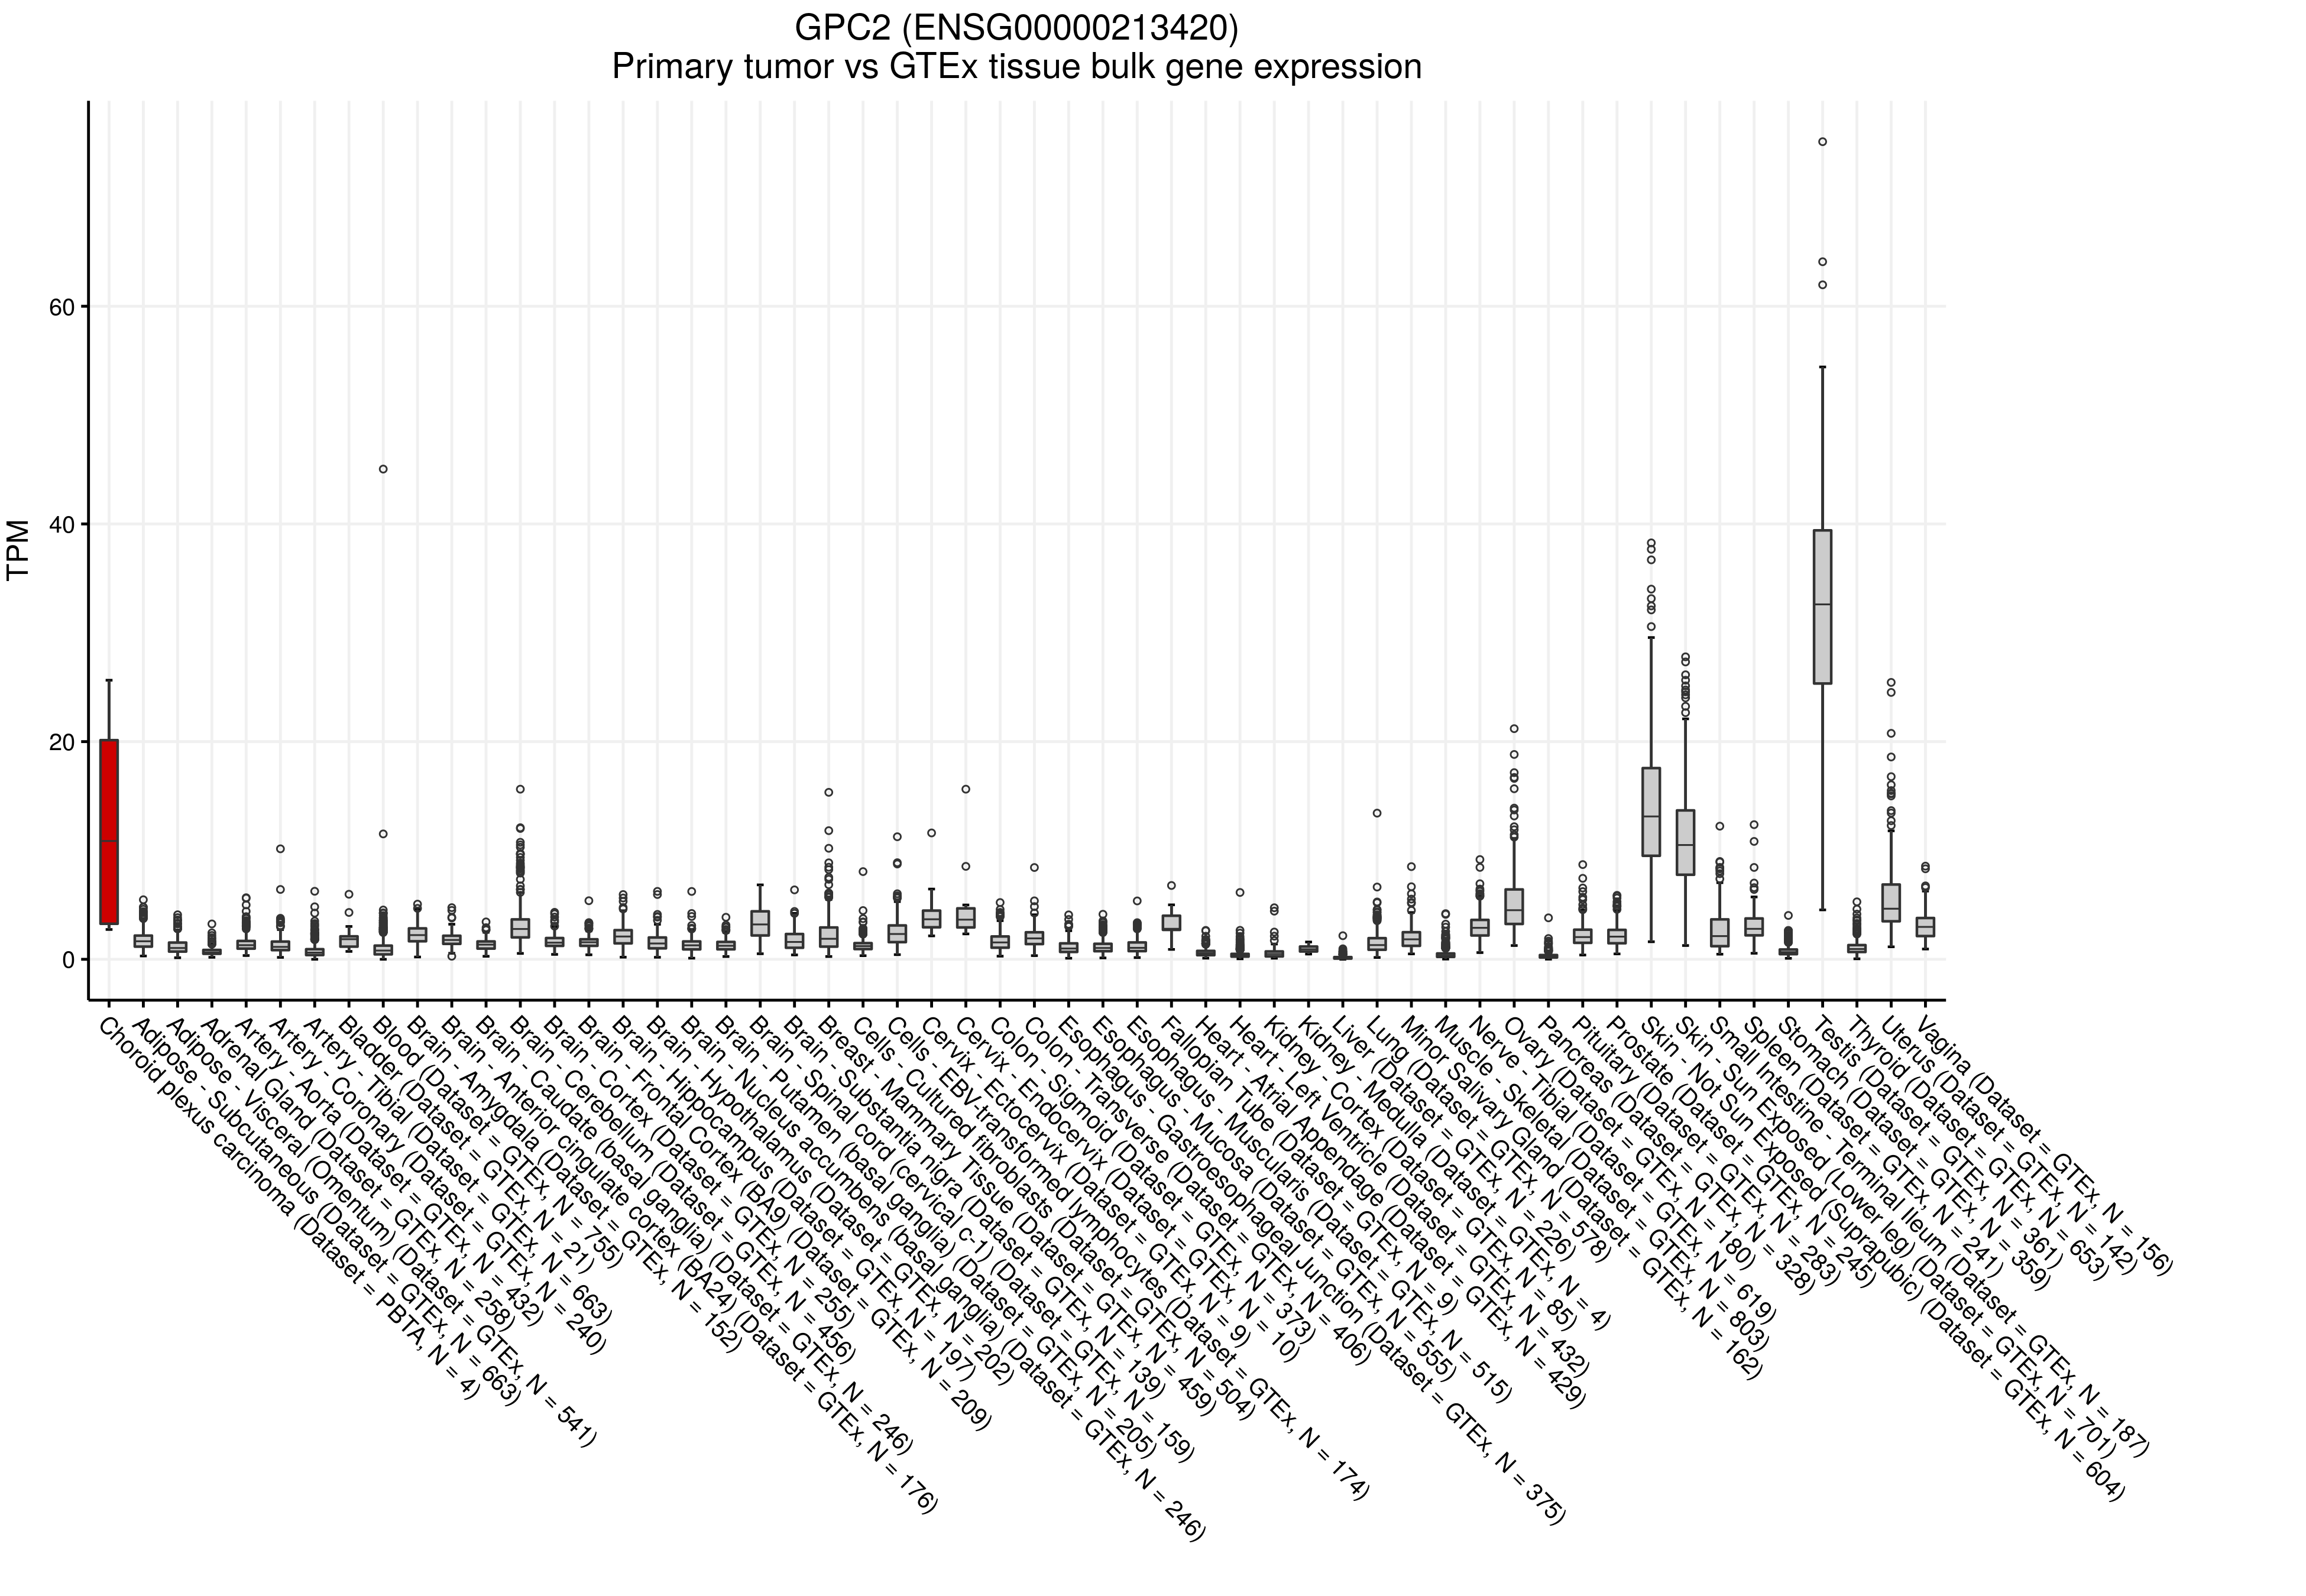 GPC2 (ENSG00000213420)
Primary tumor vs GTEx tissue bulk gene expression
TPM
60
40
20
0
Choroid plexus carcinoma (Dataset = PBTA, N = 4)
Adipose - Subcutaneous (Dataset = GTEx, N = 663)
Adipose - Visceral (Omentum) (Dataset = GTEx, N = 541)
Adrenal Gland (Dataset = GTEx, N = 258)
Artery - Aorta (Dataset = GTEx, N = 432)
Artery - Coronary (Dataset = GTEx, N = 240)
Artery - Tibial (Dataset = GTEx, N = 663)
Bladder (Dataset = GTEx, N = 21)
Blood (Dataset = GTEx, N = 755)
Brain - Amygdala (Dataset = GTEx, N = 152)
Brain - Anterior cingulate cortex (BA24) (Dataset = GTEx, N = 176)
Brain - Caudate (basal ganglia) (Dataset = GTEx, N = 246)
Brain - Cerebellum (Dataset = GTEx, N = 456)
Brain - Cortex (Dataset = GTEx, N = 255)
Brain - Frontal Cortex (BA9) (Dataset = GTEx, N = 209)
Brain - Hippocampus (Dataset = GTEx, N = 197)
Brain - Hypothalamus (Dataset = GTEx, N = 202)
Brain - Nucleus accumbens (basal ganglia) (Dataset = GTEx, N = 246)
Brain - Putamen (basal ganglia) (Dataset = GTEx, N = 205)
Brain - Spinal cord (cervical c-1) (Dataset = GTEx, N = 159)
Brain - Substantia nigra (Dataset = GTEx, N = 139)
Breast - Mammary Tissue (Dataset = GTEx, N = 459)
Cells - Cultured fibroblasts (Dataset = GTEx, N = 504)
Cells - EBV-transformed lymphocytes (Dataset = GTEx, N = 174)
Cervix - Ectocervix (Dataset = GTEx, N = 9)
Cervix - Endocervix (Dataset = GTEx, N = 10)
Colon - Sigmoid (Dataset = GTEx, N = 373)
Colon - Transverse (Dataset = GTEx, N = 406)
Esophagus - Gastroesophageal Junction (Dataset = GTEx, N = 375)
Esophagus - Mucosa (Dataset = GTEx, N = 555)
Esophagus - Muscularis (Dataset = GTEx, N = 515)
Fallopian Tube (Dataset = GTEx, N = 9)
Heart - Atrial Appendage (Dataset = GTEx, N = 429)
Heart - Left Ventricle (Dataset = GTEx, N = 432)
Kidney - Cortex (Dataset = GTEx, N = 85)
Kidney - Medulla (Dataset = GTEx, N = 4)
Liver (Dataset = GTEx, N = 226)
Lung (Dataset = GTEx, N = 578)
Minor Salivary Gland (Dataset = GTEx, N = 162)
Muscle - Skeletal (Dataset = GTEx, N = 803)
Nerve - Tibial (Dataset = GTEx, N = 619)
Ovary (Dataset = GTEx, N = 180)
Pancreas (Dataset = GTEx, N = 328)
Pituitary (Dataset = GTEx, N = 283)
Prostate (Dataset = GTEx, N = 245)
Skin - Not Sun Exposed (Suprapubic) (Dataset = GTEx, N = 604)
Skin - Sun Exposed (Lower leg) (Dataset = GTEx, N = 701)
Small Intestine - Terminal Ileum (Dataset = GTEx, N = 187)
Spleen (Dataset = GTEx, N = 241)
Stomach (Dataset = GTEx, N = 359)
Testis (Dataset = GTEx, N = 361)
Thyroid (Dataset = GTEx, N = 653)
Uterus (Dataset = GTEx, N = 142)
Vagina (Dataset = GTEx, N = 156)